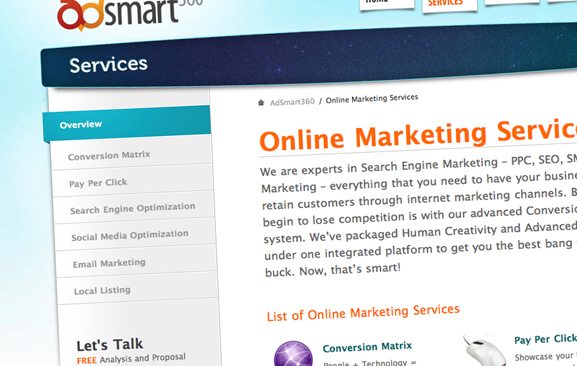 adsmart360
SERVICES
Services
AdSmart360 / Online Marketing Services
Overview
Conversion Matrix
Pay Per Click
Search Engine Optimization
Social Media Optimization
Email Marketing
Local Listing
Let's Talk
FREE Analysis and Proposal
Online Marketing Servic
We are experts in Search Engine Marketing – PPC, SEO, SM
Marketing – everything that you need to have your busine
retain customers through internet marketing channels. B
begin to lose competition is with our advanced Conversio
system. We've packaged Human Creativity and Advanced
under one integrated platform to get you the best bang
buck. Now, that's smart!
List of Online Marketing Services
Conversion Matrix
People + Technology =
Pay Per Click
Showcase your